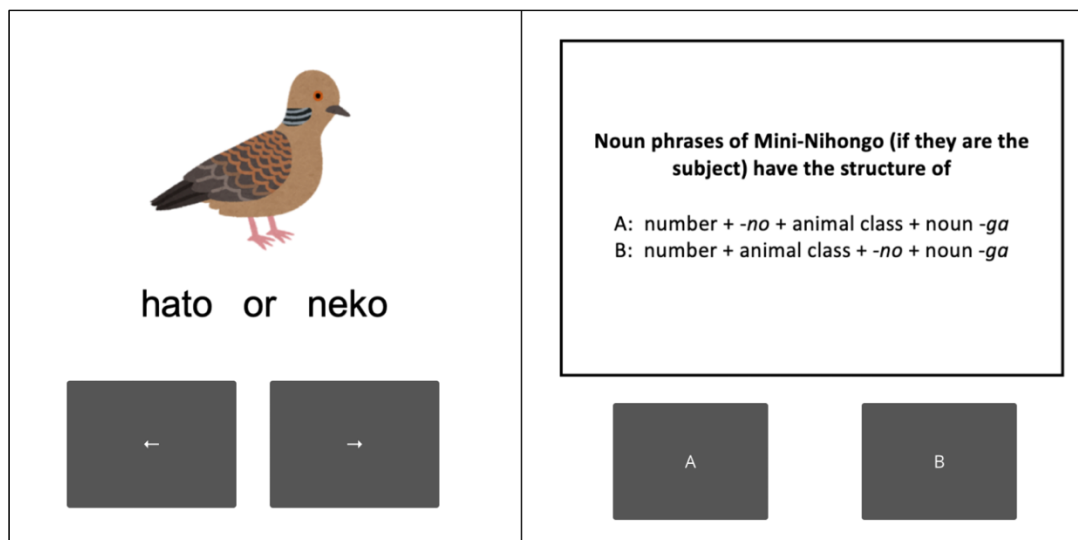 hato or neko
← →
Noun phrases of Mini-Nihongo (if they are the
subject) have the structure of
A: number + -no + animal class + noun -ga
B: number + animal class + -no + noun -ga
A B